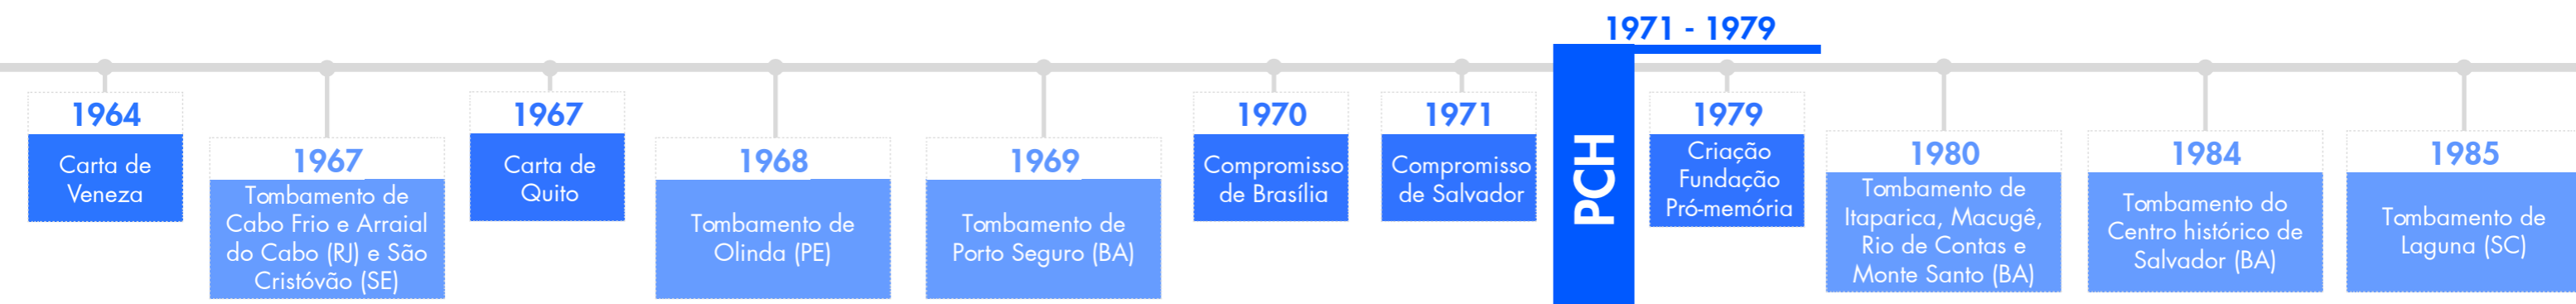 1964
Carta de
Veneza
1967
Tombamento de
Cabo Frio e Arraial
do Cabo (RJ) e São
Cristóvão (SE)
1967
Carta de
Quito
1968
Tombamento de
Olinda (PE)
1969
Tombamento de
Porto Seguro (BA)
1970
Compromisso
de Brasília
1971
Compromisso
de Salvador
1971 - 1979
PCH
1979
Criação
Fundação
Pró-memória
1980
Tombamento de
Itaparica, Macugê,
Rio de Contas e
Monte Santo (BA)
1984
Tombamento do
Centro histórico de
Salvador (BA)
1985
Tombamento de
Laguna (SC)